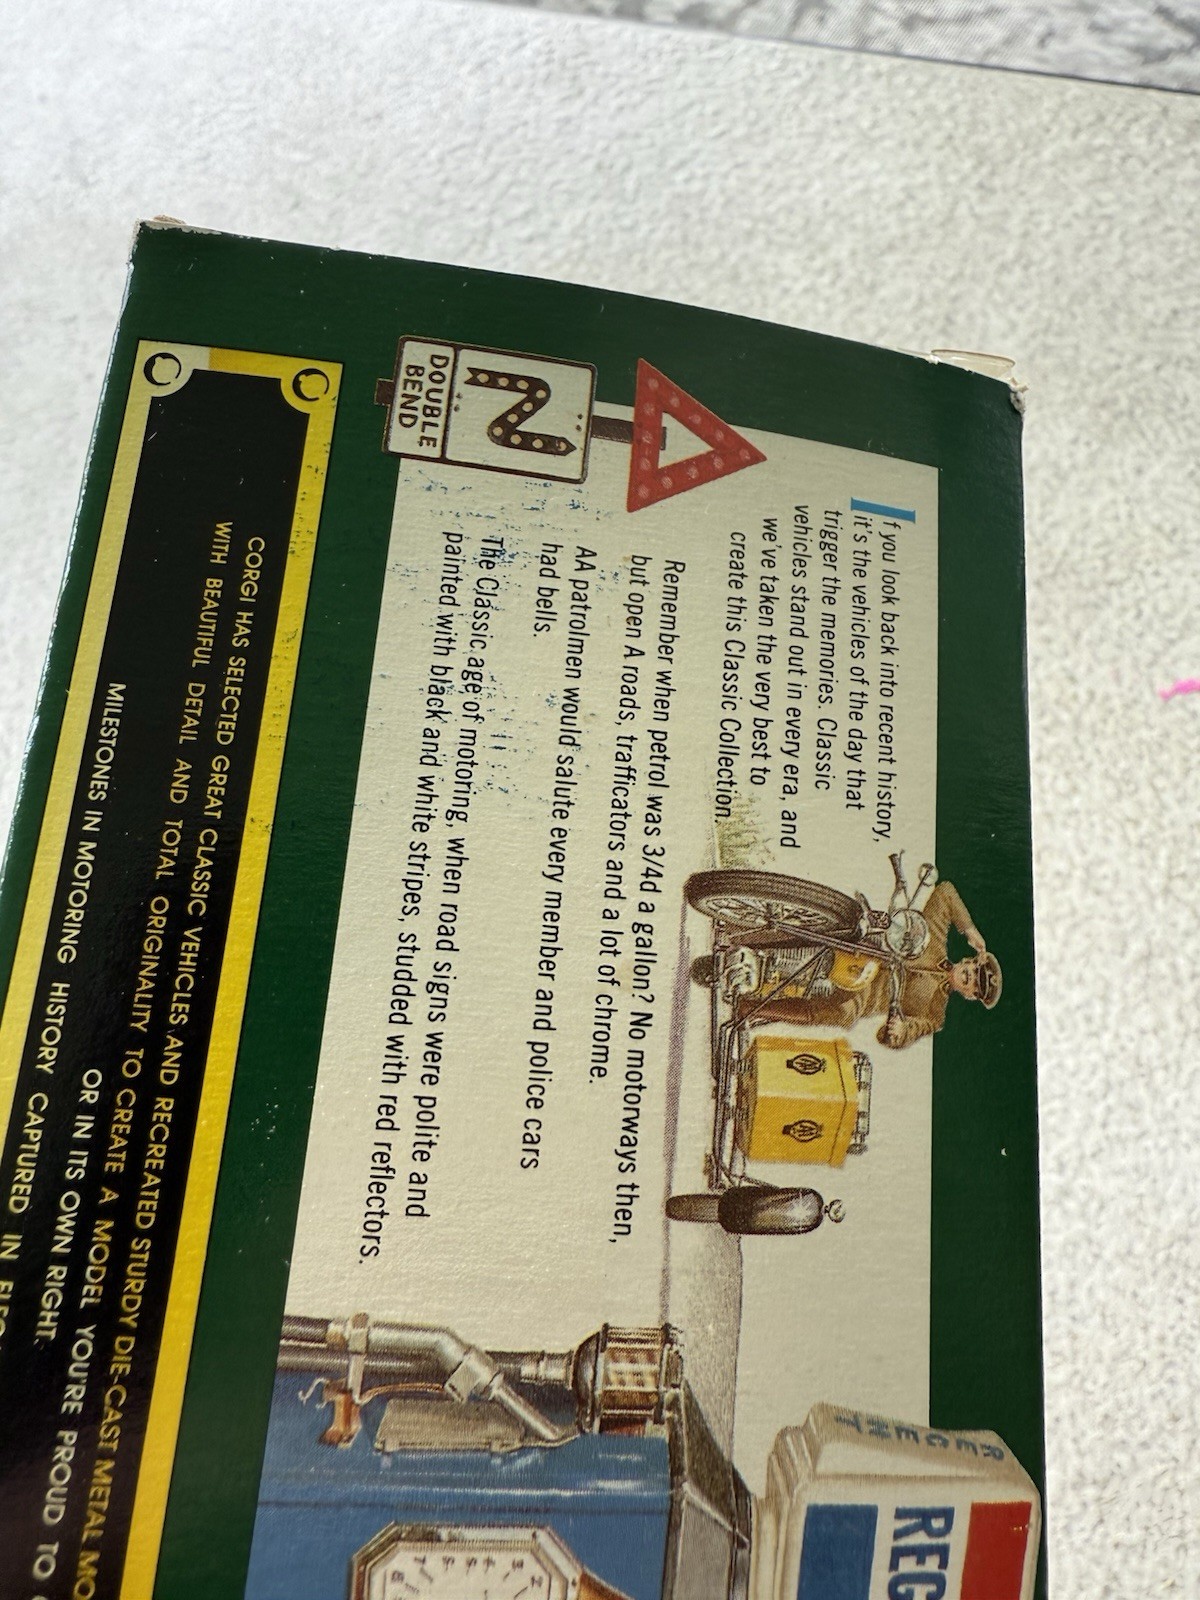 If you look back into recent history,
it's the vehicles of the day that
trigger the memories. Classic
vehicles stand out in every era, and
we've taken the very best to
create this Classic Collection.
Remember when petrol was 3/4d a gallon? No motorways then,
but open A roads, trafficators and a lot of chrome.
AA patrolmen would salute every member and police cars
had bells.
The Classic age of motoring, when road signs were polite and
painted with black and white stripes, studded with red reflectors.
DOUBLE
BEND
AA
AA
REG
CORGI HAS SELECTED GREAT CLASSIC VEHICLES AND RECREATED STURDY DIE-CAST METAL MO
WITH BEAUTIFUL DETAIL AND TOTAL ORIGINALITY TO CREATE A MODEL YOU'RE PROUD TO
OR IN ITS OWN RIGHT.
MILESTONES IN MOTORING HISTORY CAPTURED IN